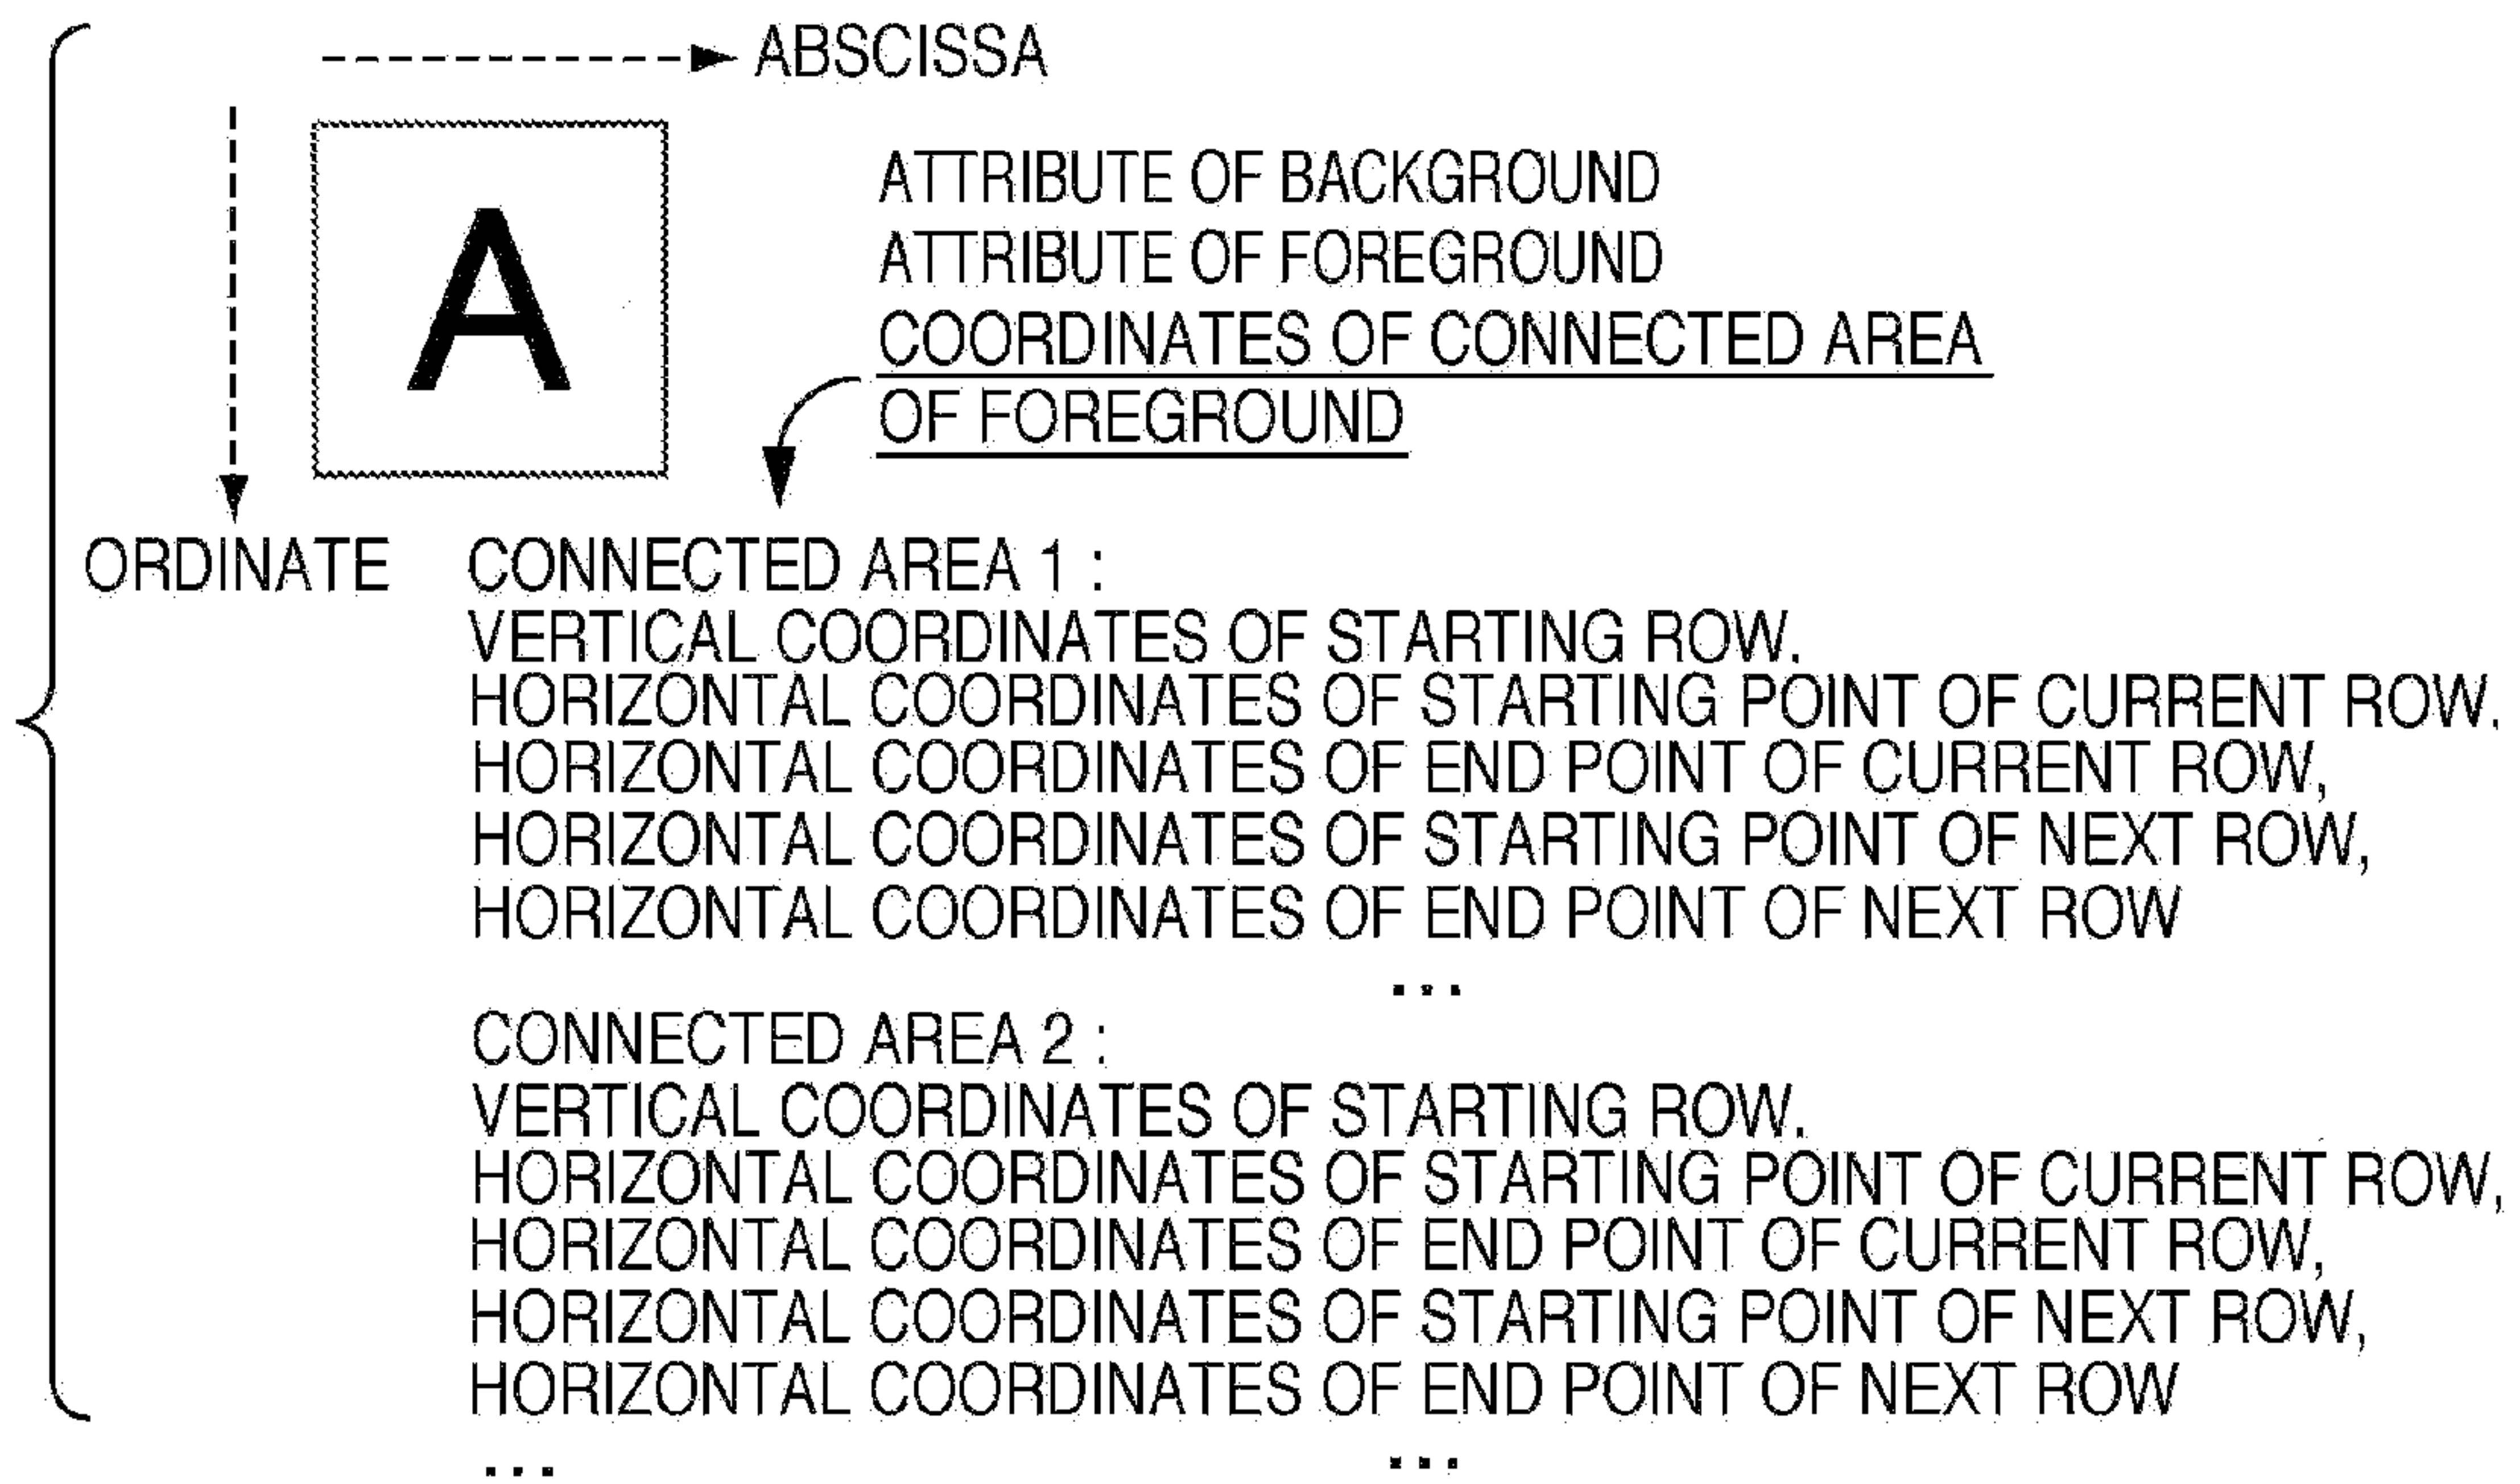 ABSCISSA
A
ATTRIBUTE OF BACKGROUND
ATTRIBUTE OF FOREGROUND
COORDINATES OF CONNECTED AREA
OF FOREGROUND
ORDINATE
CONNECTED AREA 1 :
VERTICAL COORDINATES OF STARTING ROW,
HORIZONTAL COORDINATES OF STARTING POINT OF CURRENT ROW,
HORIZONTAL COORDINATES OF END POINT OF CURRENT ROW,
HORIZONTAL COORDINATES OF STARTING POINT OF NEXT ROW,
HORIZONTAL COORDINATES OF END POINT OF NEXT ROW
...
CONNECTED AREA 2 :
VERTICAL COORDINATES OF STARTING ROW,
HORIZONTAL COORDINATES OF STARTING POINT OF CURRENT ROW,
HORIZONTAL COORDINATES OF END POINT OF CURRENT ROW,
HORIZONTAL COORDINATES OF STARTING POINT OF NEXT ROW,
HORIZONTAL COORDINATES OF END POINT OF NEXT ROW
... ...